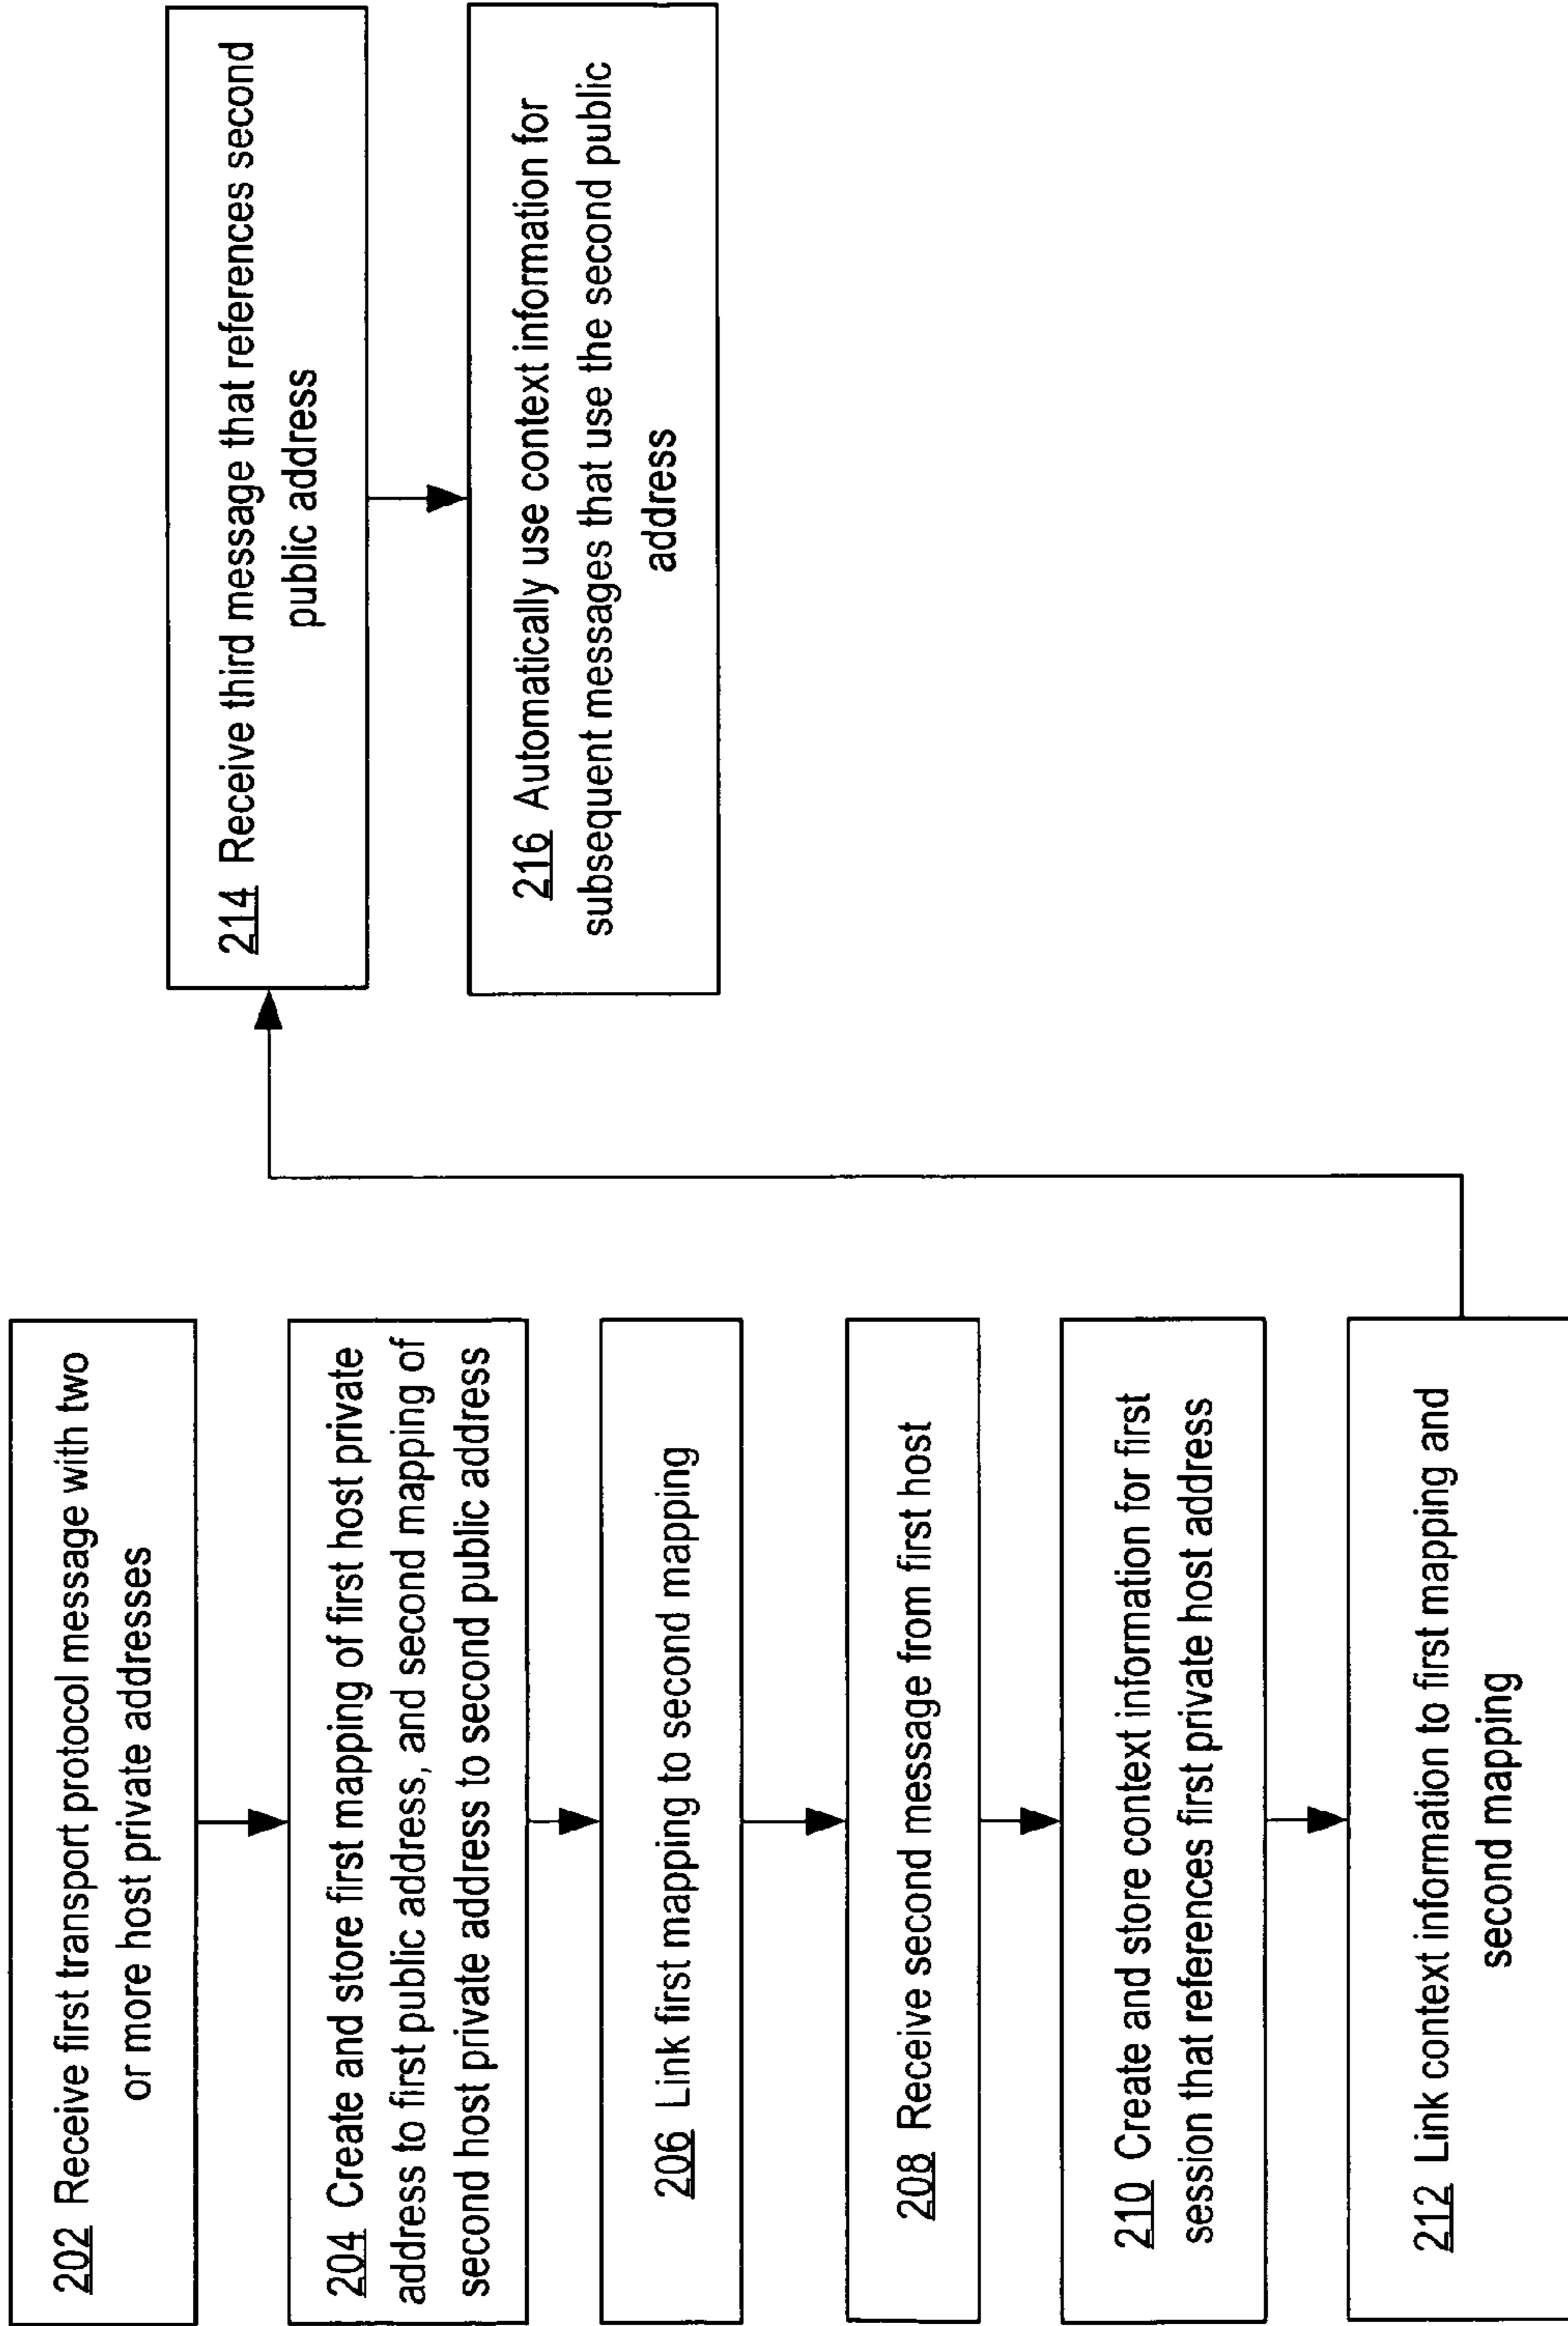 202 Receive first transport protocol message with two
or more host private addresses
204 Create and store first mapping of first host private
address to first public address, and second mapping of
second host private address to second public address
206 Link first mapping to second mapping
208 Receive second message from first host
210 Create and store context information for first
session that references first private host address
212 Link context information to first mapping and
second mapping
214 Receive third message that references second
public address
216 Automatically use context information for
subsequent messages that use the second public
address